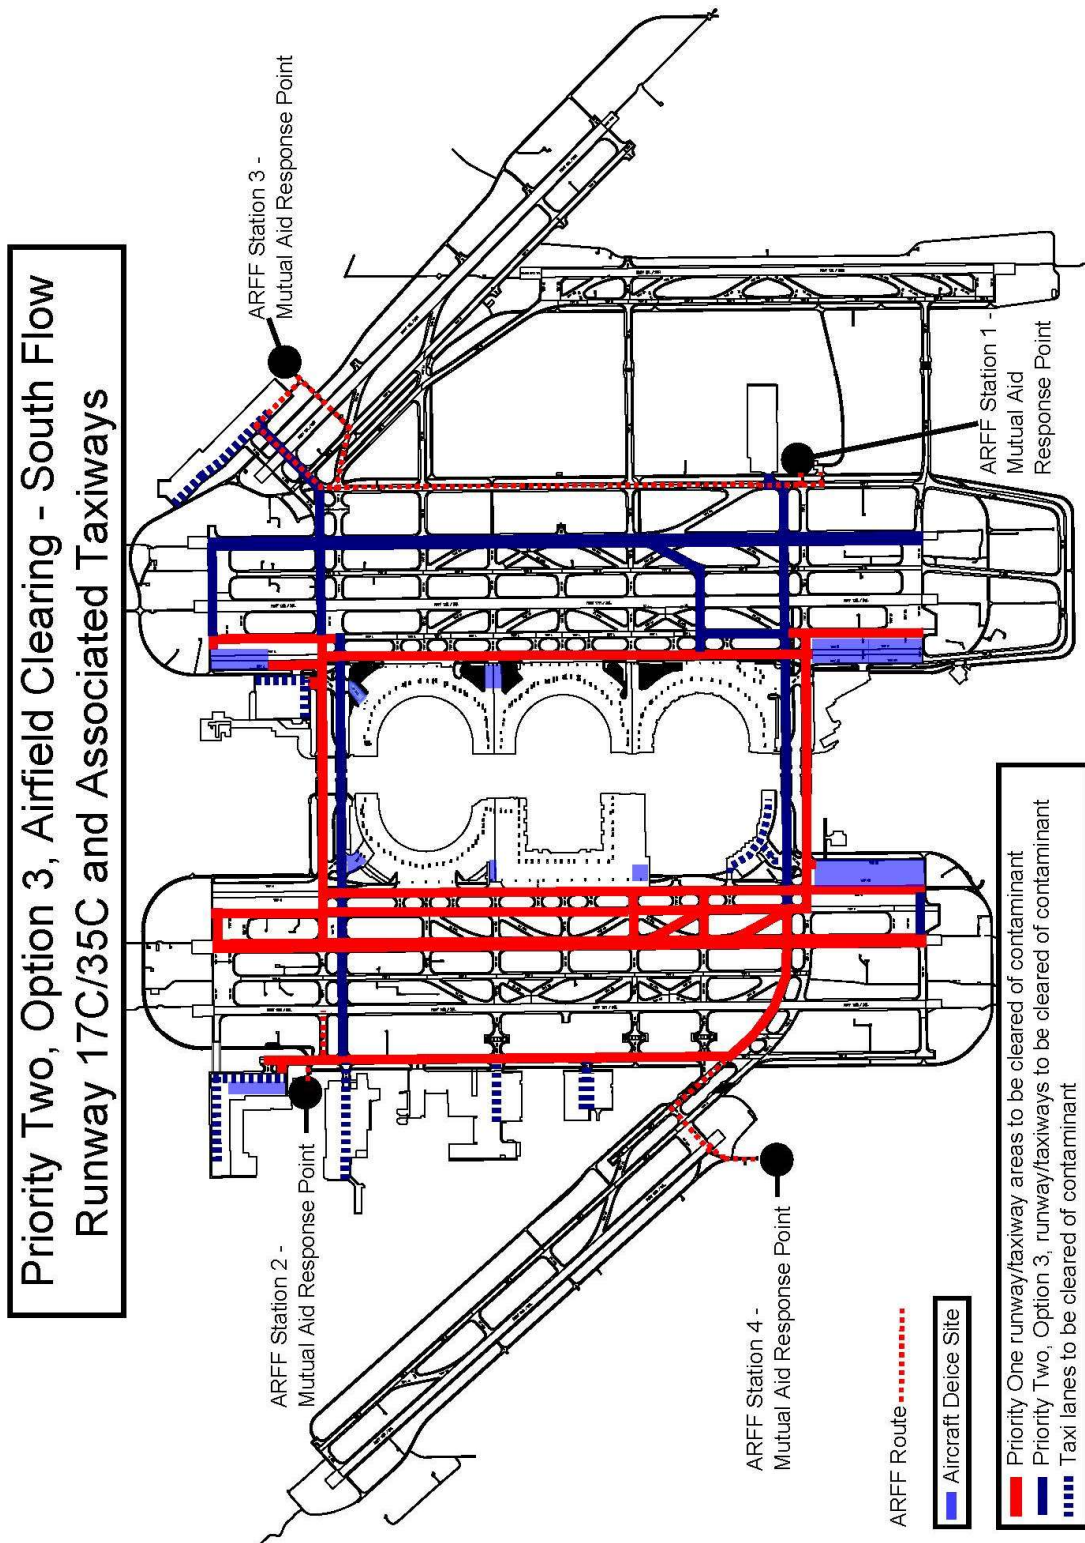 Priority Two, Option 3, Airfield Clearing - South Flow
Runway 17C/35C and Associated Taxiways
ARFF Station 3 -
Mutual Aid Response Point
ARFF Station 2 -
Mutual Aid Response Point
ARFF Station 1 -
Mutual Aid
Response Point
ARFF Station 4 -
Mutual Aid Response Point
ARFF Route
Aircraft Deice Site
Priority One runway/taxiway areas to be cleared of contaminant
Priority Two, Option 3, runway/taxiways to be cleared of contaminant
Taxi lanes to be cleared of contaminant